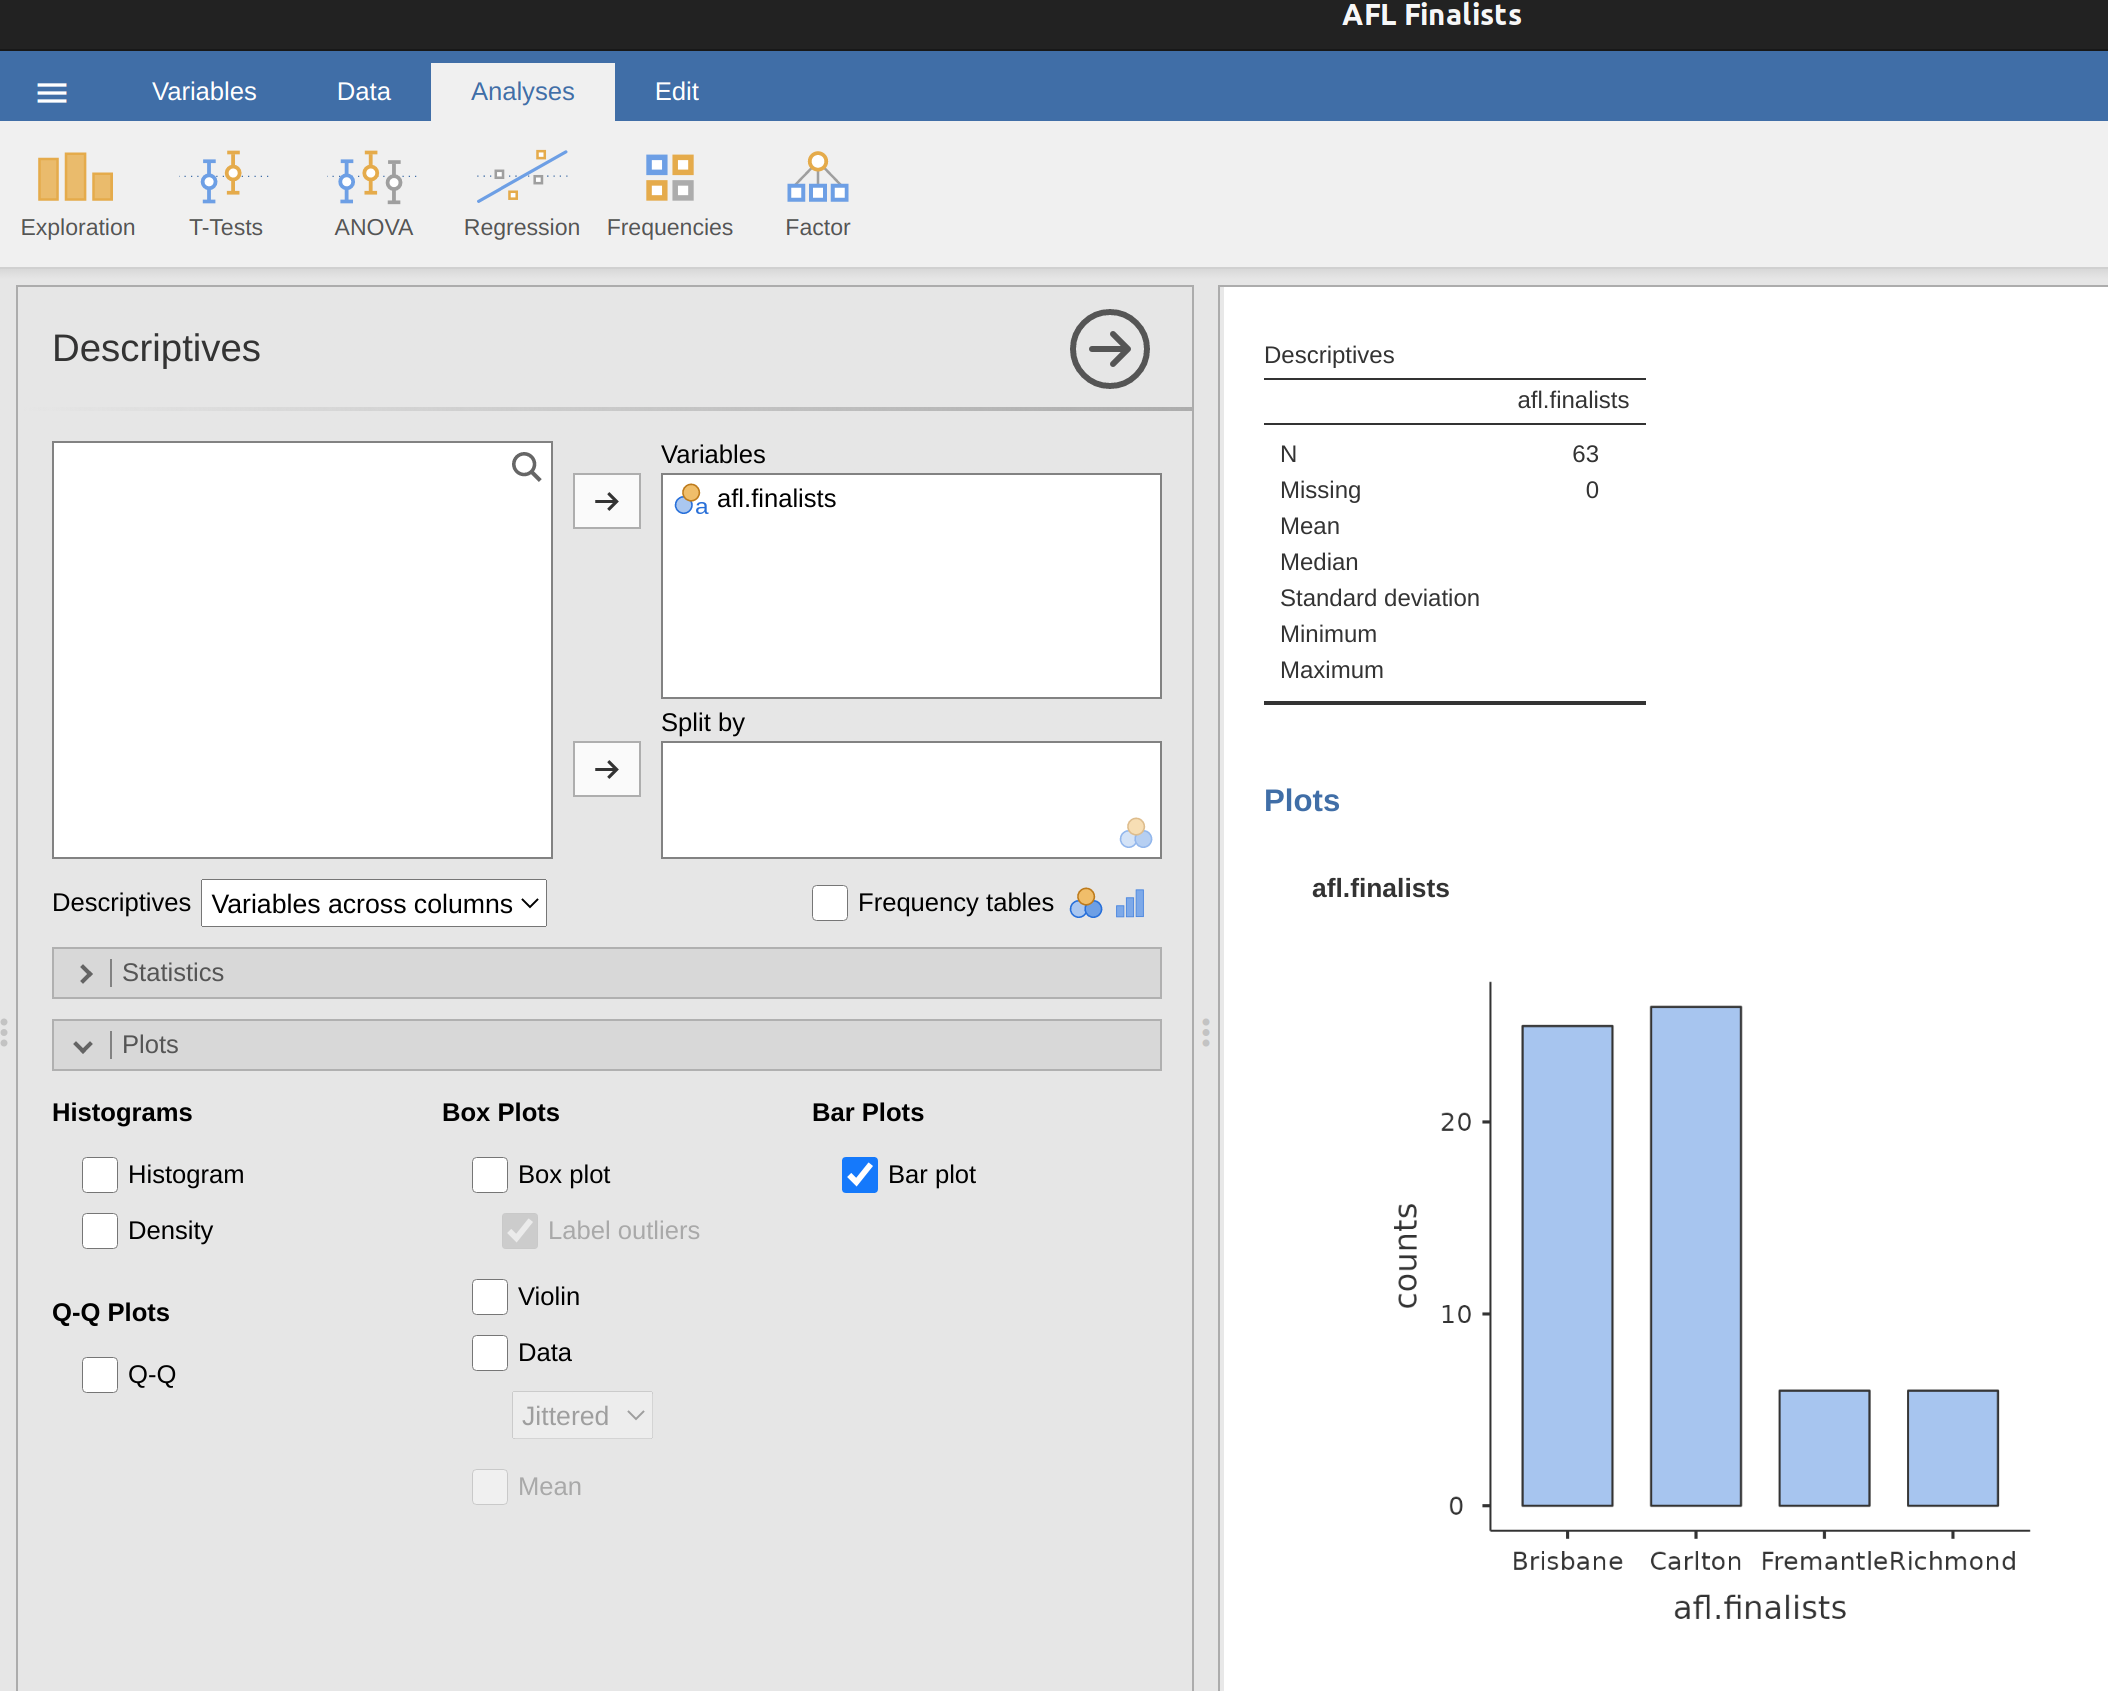 AFL Finalists
Variables Data Analyses Edit
Exploration T-Tests ANOVA Regression Frequencies Factor
Descriptives
Variables
a afl.finalists
Split by
Descriptives Variables across columns Frequency tables
Statistics
Plots
Histograms Box Plots Bar Plots
Histogram Box plot Bar plot
Density Label outliers
Violin
Q-Q Plots
Data
Q-Q
Jittered
Mean
Descriptives
afl.finalists
N 63
Missing 0
Mean
Median
Standard deviation
Minimum
Maximum
Plots
afl.finalists
20
10
0
counts
Brisbane Carlton Fremantle Richmond
afl.finalists